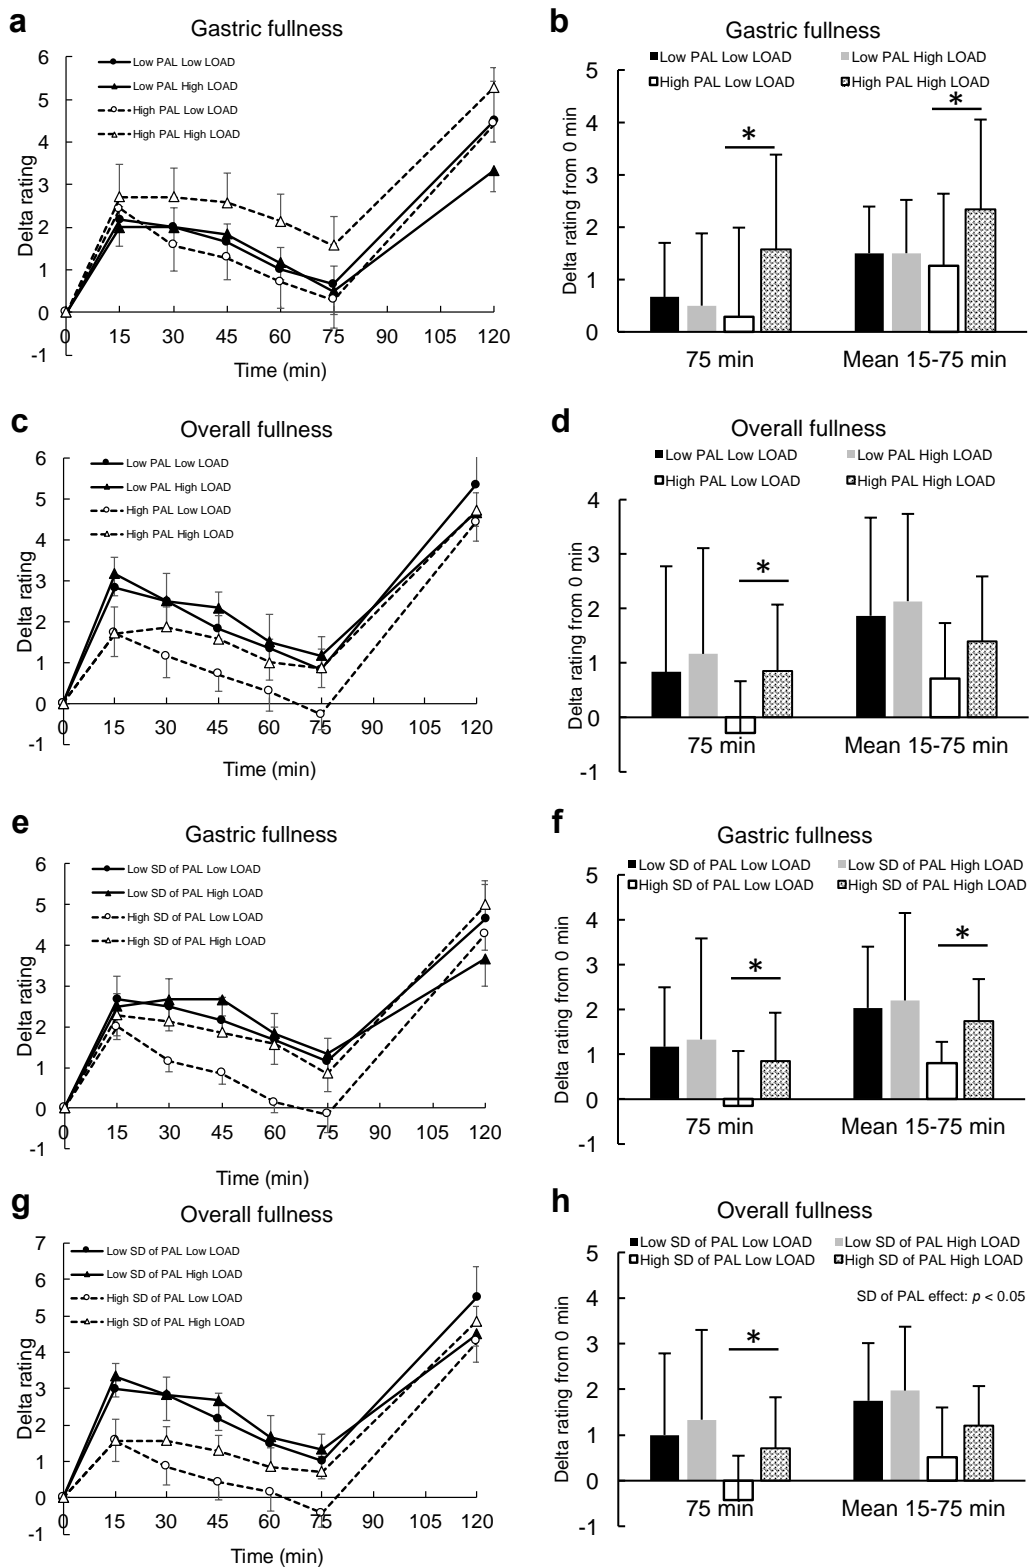 a
Gastric fullness
Low PAL Low LOAD
Low PAL High LOAD
High PAL Low LOAD
High PAL High LOAD
Delta rating
6
5
4
3
2
1
0
-1
0 15 30 45 60 75 90 105 120
Time (min)
b
Gastric fullness
Low PAL Low LOAD Low PAL High LOAD
High PAL Low LOAD High PAL High LOAD
Delta rating from 0 min
5
4
3
2
1
0
* *
75 min Mean 15-75 min
c
Overall fullness
Low PAL Low LOAD
Low PAL High LOAD
High PAL Low LOAD
High PAL High LOAD
Delta rating
6
5
4
3
2
1
0
-1
0 15 30 45 60 75 90 105 120
Time (min)
d
Overall fullness
Low PAL Low LOAD Low PAL High LOAD
High PAL Low LOAD High PAL High LOAD
Delta rating from 0 min
4
3
2
1
0
-1
*
75 min Mean 15-75 min
e
Gastric fullness
Low SD of PAL Low LOAD
Low SD of PAL High LOAD
High SD of PAL Low LOAD
High SD of PAL High LOAD
Delta rating
6
5
4
3
2
1
0
-1
0 15 30 45 60 75 90 105 120
Time (min)
f
Gastric fullness
Low SD of PAL Low LOAD Low SD of PAL High LOAD
High SD of PAL Low LOAD High SD of PAL High LOAD
Delta rating from 0 min
5
4
3
2
1
0
-1
* *
75 min Mean 15-75 min
g
Overall fullness
Low SD of PAL Low LOAD
Low SD of PAL High LOAD
High SD of PAL Low LOAD
High SD of PAL High LOAD
Delta rating
7
6
5
4
3
2
1
0
-1
0 15 30 45 60 75 90 105 120
Time (min)
h
Overall fullness
Low SD of PAL Low LOAD Low SD of PAL High LOAD
High SD of PAL Low LOAD High SD of PAL High LOAD
SD of PAL effect: p < 0.05
Delta rating from 0 min
5
4
3
2
1
0
-1
*
75 min Mean 15-75 min